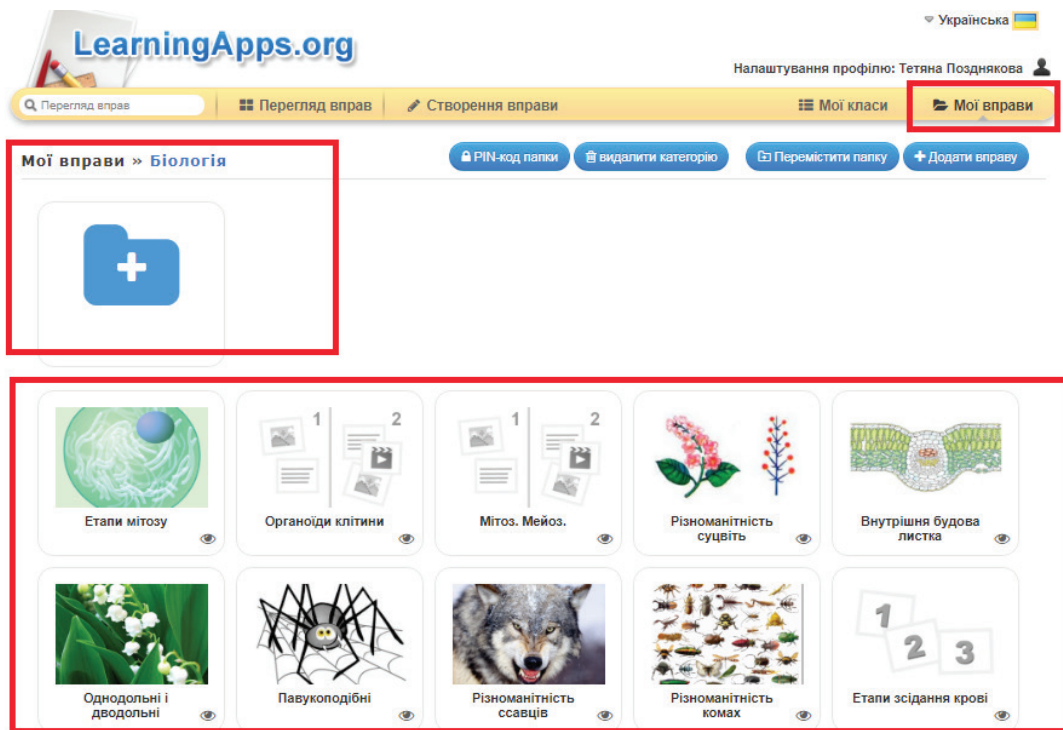 Українська
LearningApps.org
Налаштування профілю: Тетяна Позднякова
Перегляд вправ
Перегляд вправ
Створення вправи
Мої класи
Мої вправи
Мої вправи » Біологія
PIN-код папки
видалити категорію
Перемістити папку
Додати вправу
1 2
1 2
Етапи мітозу
Органоїди клітини
Мітоз. Мейоз.
Різноманітність
суцвіть
Внутрішня будова
листка
1
2
3
Однодольні і
дводольні
Павукоподібні
Різноманітність
ссавців
Різноманітність
комах
Етапи зсідання крові